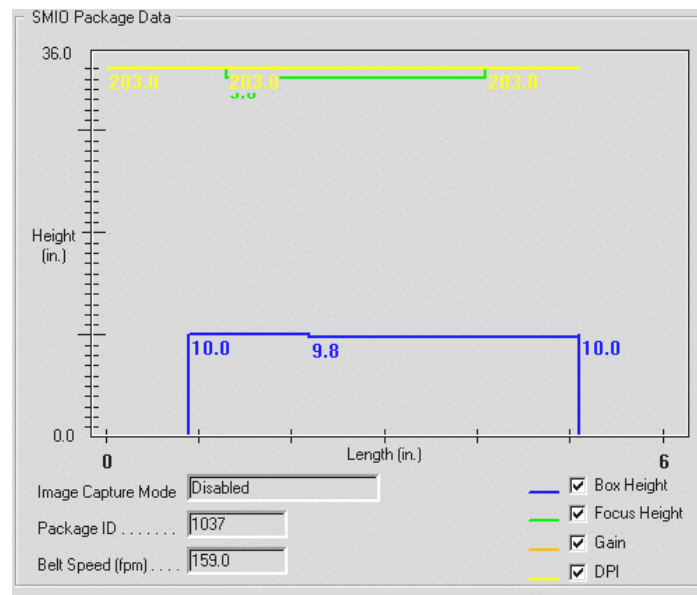 SMIO Package Data
36.0
203.0 203.0 203.0
Height
(in.)
10.0 9.8 10.0
0.0
0 Length (in.) 6
Image Capture Mode Disabled
Package ID . . . . . . . 1037
Belt Speed (fpm) . . . . 159.0
Box Height
Focus Height
Gain
DPI